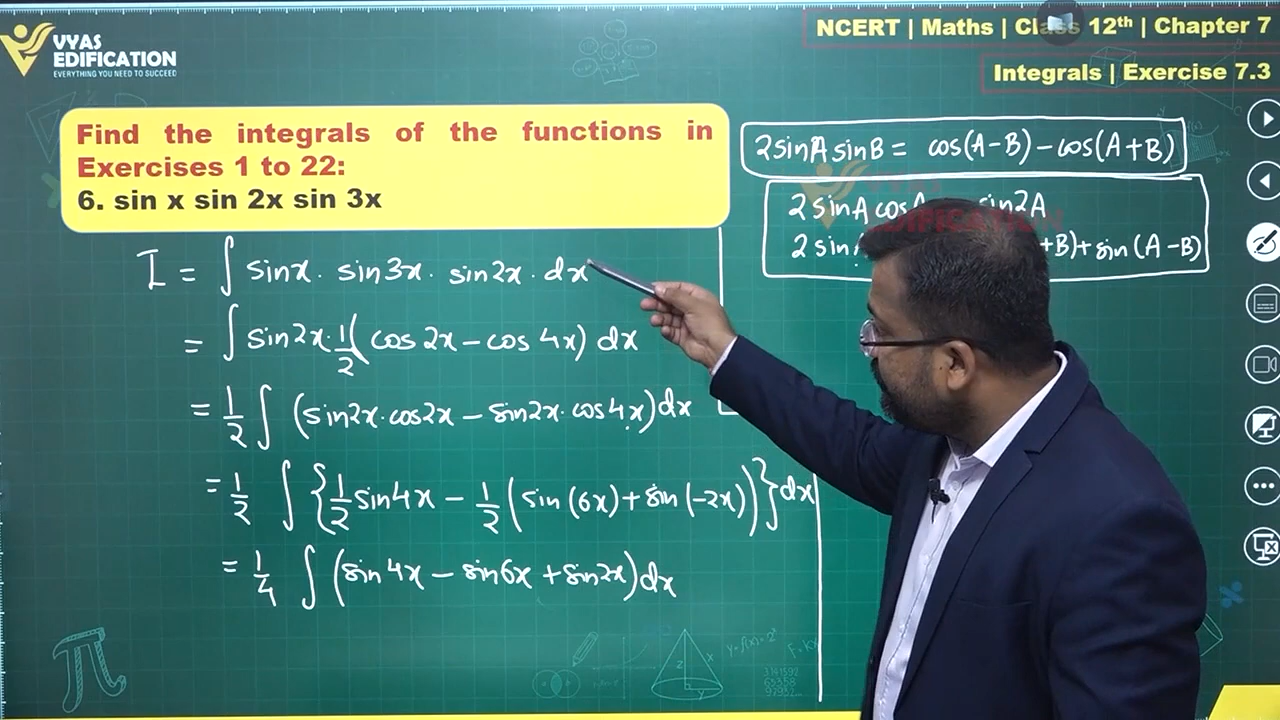 VYAS
EDIFICATION
EVERYTHING YOU NEED TO SUCCEED
NCERT | Maths | Class 12th | Chapter 7
Integrals | Exercise 7.3
Find the integrals of the functions in
Exercises 1 to 22:
6. sin x sin 2x sin 3x
2sinA sinB = cos(A-B) - cos(A+B)
2 sinA cosA sin2A
2 sin +B)+sin (A-B)
I = ∫ sinx · sin3x · sin2x · dx
= ∫ sin2x · 1/2 (cos 2x - cos 4x) dx
= 1/2 ∫ (sin2x·cos2x - sin2x·cos4x)dx
= 1/2 ∫ {1/2 sin4x - 1/2 (sin (6x) + sin (-2x))} dx
= 1/4 ∫ (sin 4x - sin6x + sin2x)dx